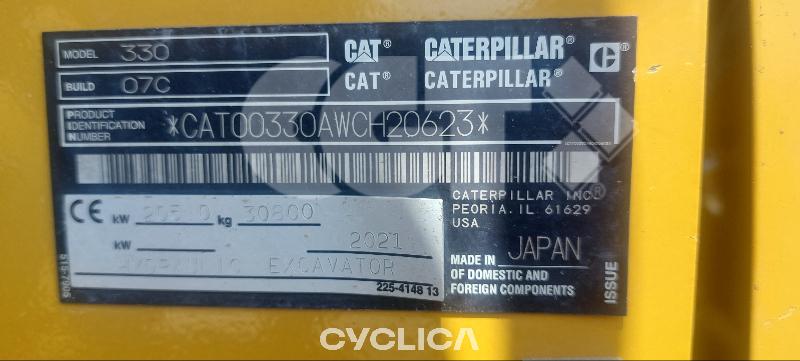 MODEL 330 CAT® CATERPILLAR® C
BUILD 07C CAT® CATERPILLAR®
PRODUCT IDENTIFICATION NUMBER *CAT00330AWCH20623*
CATERPILLAR INC.
PEORIA. IL 61629
USA
CE kW 205 0 kg 30800
kW 2021
HYDRAULIC EXCAVATOR
225-4148 13
515-7906
MADE IN JAPAN
OF DOMESTIC AND
FOREIGN COMPONENTS
ISSUE
CYCLICA